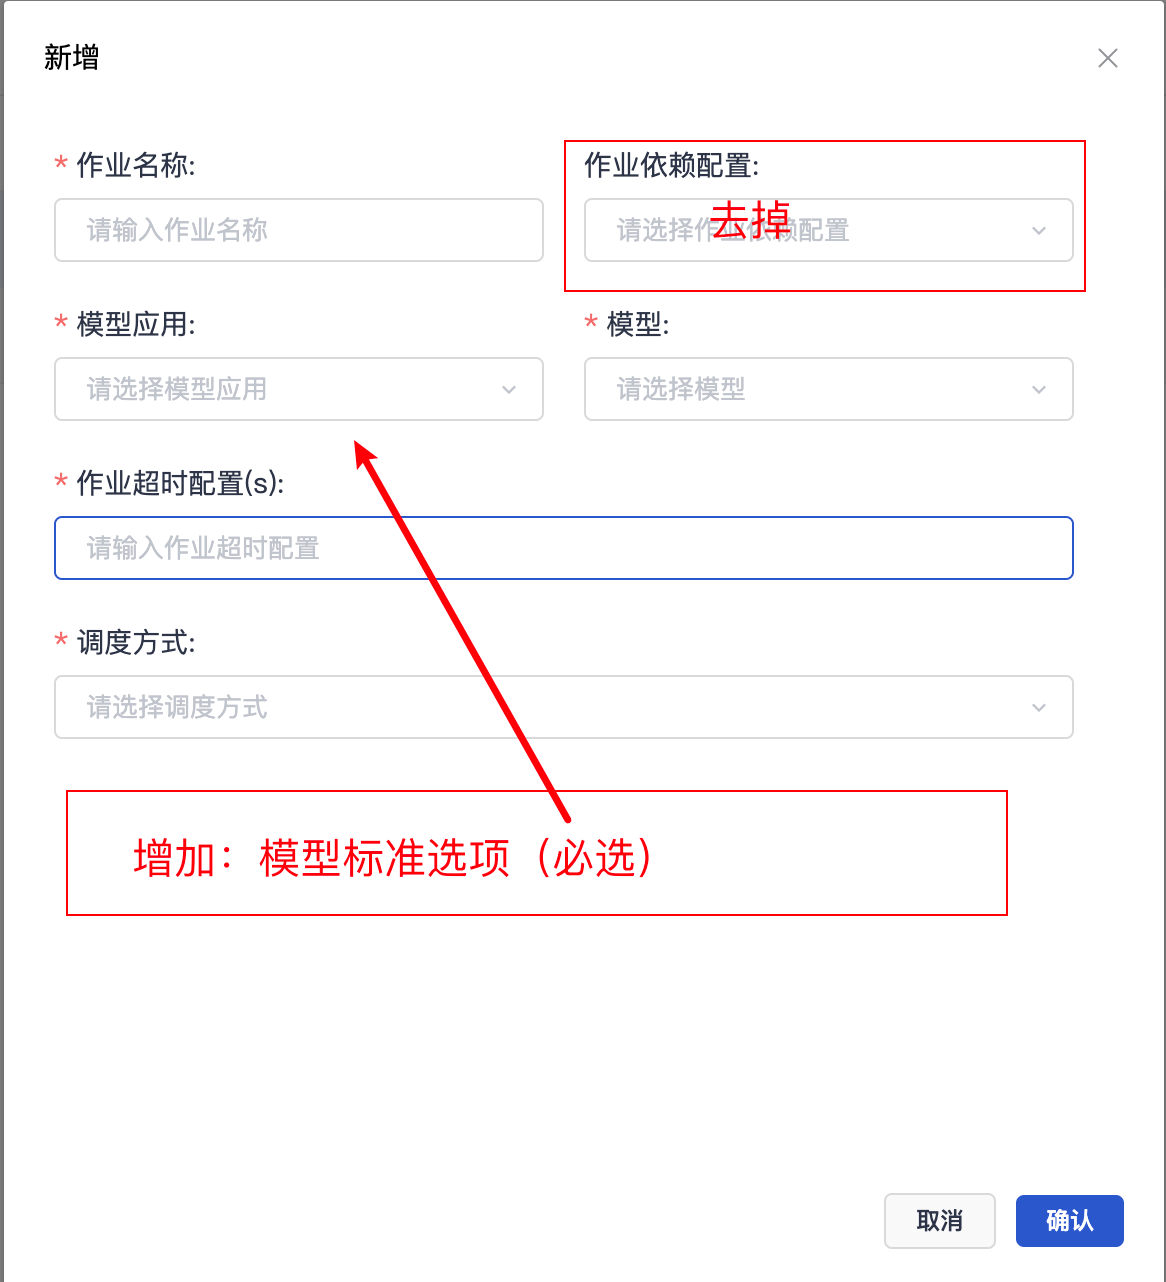 新增
* 作业名称:
请输入作业名称
作业依赖配置:
请选择作业依赖配置
去掉
* 模型应用:
请选择模型应用
* 模型:
请选择模型
* 作业超时配置(s):
请输入作业超时配置
* 调度方式:
请选择调度方式
增加：模型标准选项（必选）
取消
确认